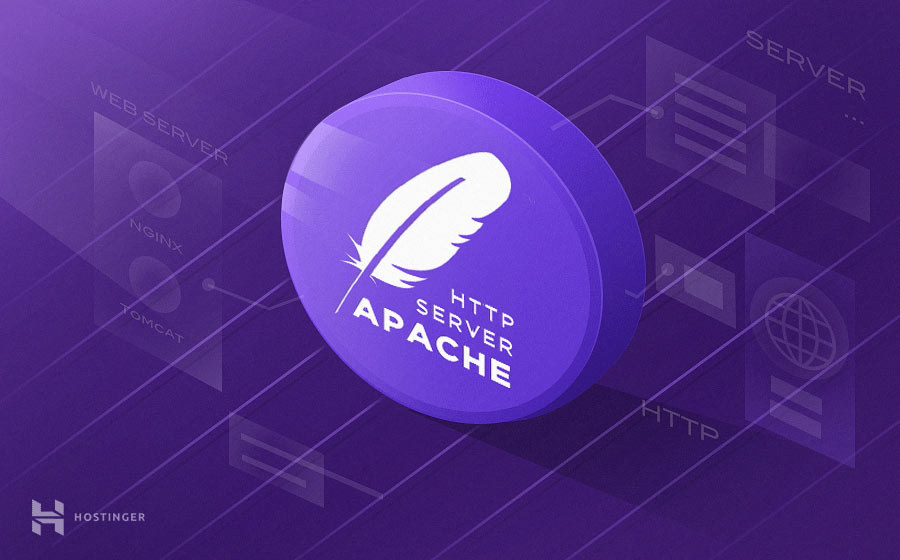 SERVER
...
WEB SERVER
NGINX
TOMCAT
HTTP
SERVER
APACHE
HTTP
HOSTINGER